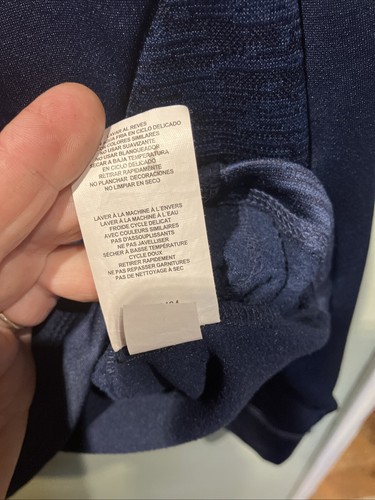 LAVAR AL REVES
AGUA FRIA EN CICLO DELICADO
COLORES SIMILARES
NO USAR SUAVIZANTE
NO USAR BLANQUEADOR
SECAR A BAJA TEMPERATURA
EN CICLO DELICADO
RETIRAR RAPIDAMENTE
NO PLANCHAR. DECORACIONES
NO LIMPIAR EN SECO
LAVER À LA MACHINE À L'ENVERS
LAVER À LA MACHINE À L'EAU
FROIDE CYCLE DELICAT
AVEC COULEURS SIMILAIRES
PAS D'ASSOUPLISSANTS
NE PAS JAVELLISER
SÉCHER À BASSE TEMPÉRATURE
CYCLE DOUX
RETIRER RAPIDEMENT
NE PAS REPASSER GARNITURES
PAS DE NETTOYAGE À SEC